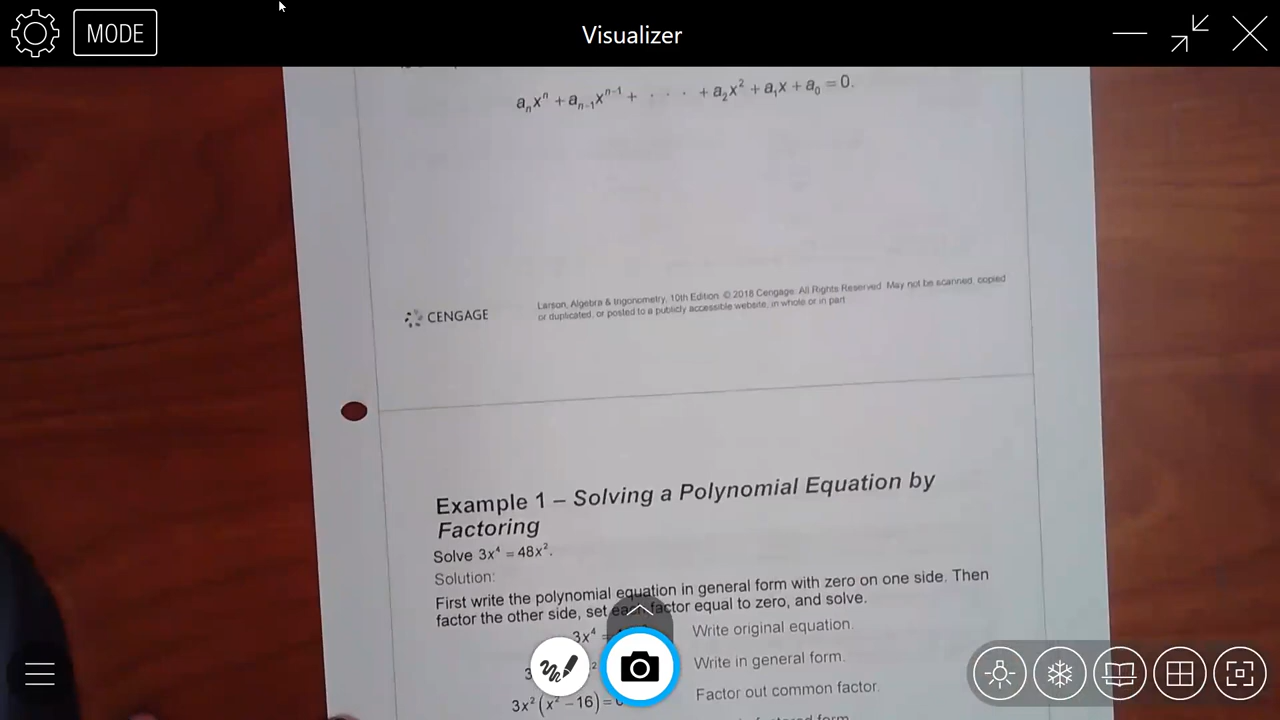 MODE
Visualizer
aₙxⁿ + aₙ₋₁xⁿ⁻¹ + · · · + a₂x² + a₁x + a₀ = 0.
CENGAGE
Larson, Algebra & trigonometry, 10th Edition. © 2018 Cengage. All Rights Reserved. May not be scanned, copied
or duplicated, or posted to a publicly accessible website, in whole or in part.
Example 1 – Solving a Polynomial Equation by
Factoring
Solve 3x⁴ = 48x².
Solution:
First write the polynomial equation in general form with zero on one side. Then
factor the other side, set each factor equal to zero, and solve.
3x⁴ = Write original equation.
Write in general form.
3x²(x² – 16) = Factor out common factor.